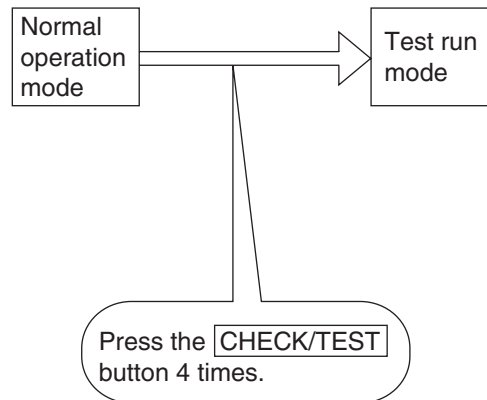 Normal
operation
mode
Test run
mode
Press the CHECK/TEST
button 4 times.